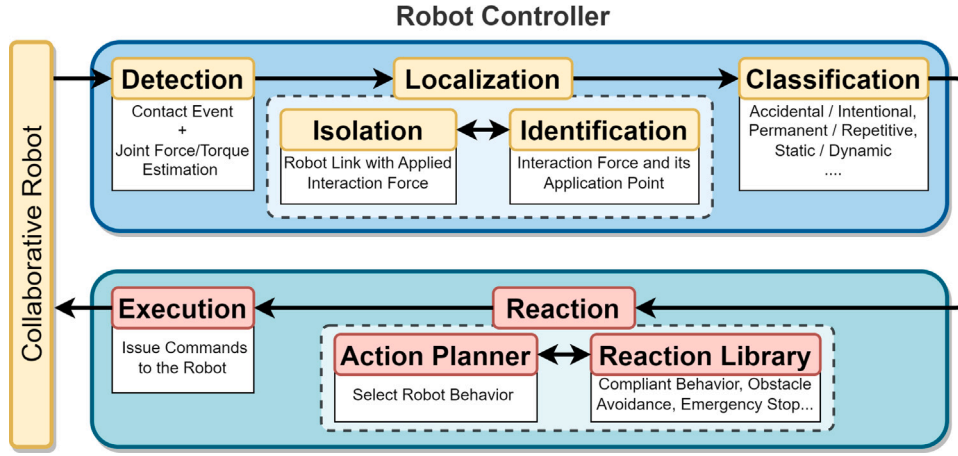 Robot Controller
Collaborative Robot
Detection
Contact Event
+
Joint Force/Torque
Estimation
Localization
Isolation
Robot Link with Applied
Interaction Force
Identification
Interaction Force and its
Application Point
Classification
Accidental / Intentional,
Permanent / Repetitive,
Static / Dynamic
....
Execution
Issue Commands
to the Robot
Reaction
Action Planner
Select Robot Behavior
Reaction Library
Compliant Behavior, Obstacle
Avoidance, Emergency Stop...